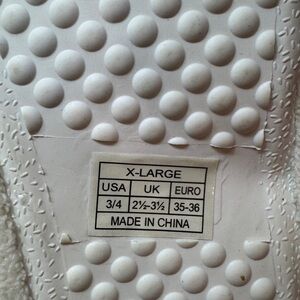 X-LARGE
USA UK EURO
3/4 2½-3½ 35-36
MADE IN CHINA